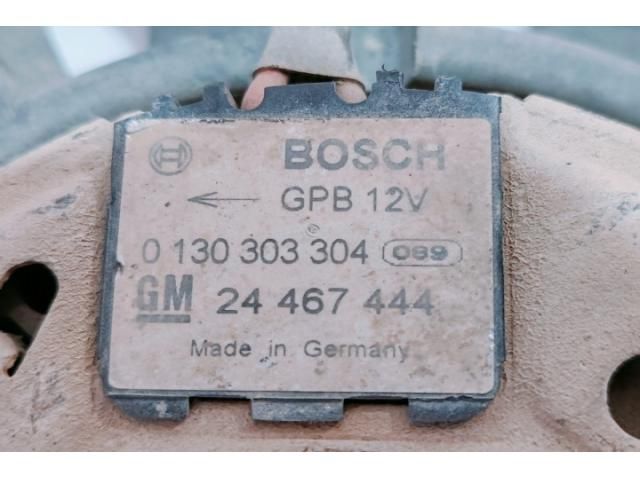 BOSCH
GPB 12V
0 130 303 304 089
GM 24 467 444
Made in Germany